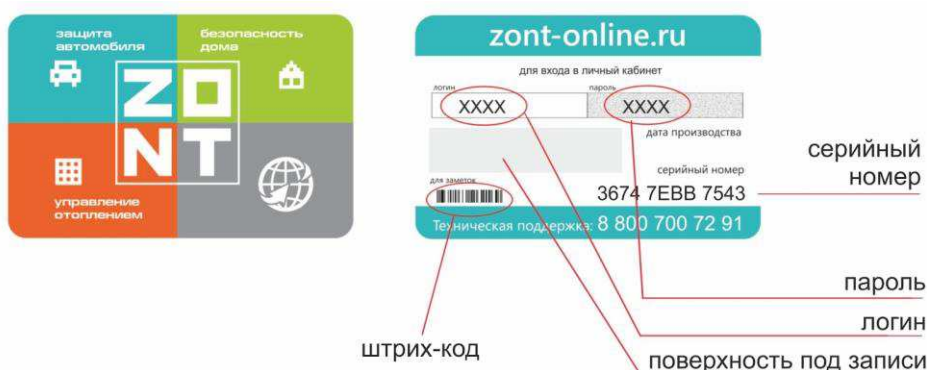 защита
автомобиля
безопасность
дома
ZO
NT
управление
отоплением
zont-online.ru
для входа в личный кабинет
логин
пароль
XXXX
XXXX
дата производства
серийный номер
для заметок
3674 7EBB 7543
Техническая поддержка: 8 800 700 72 91
серийный
номер
пароль
логин
штрих-код
поверхность под записи